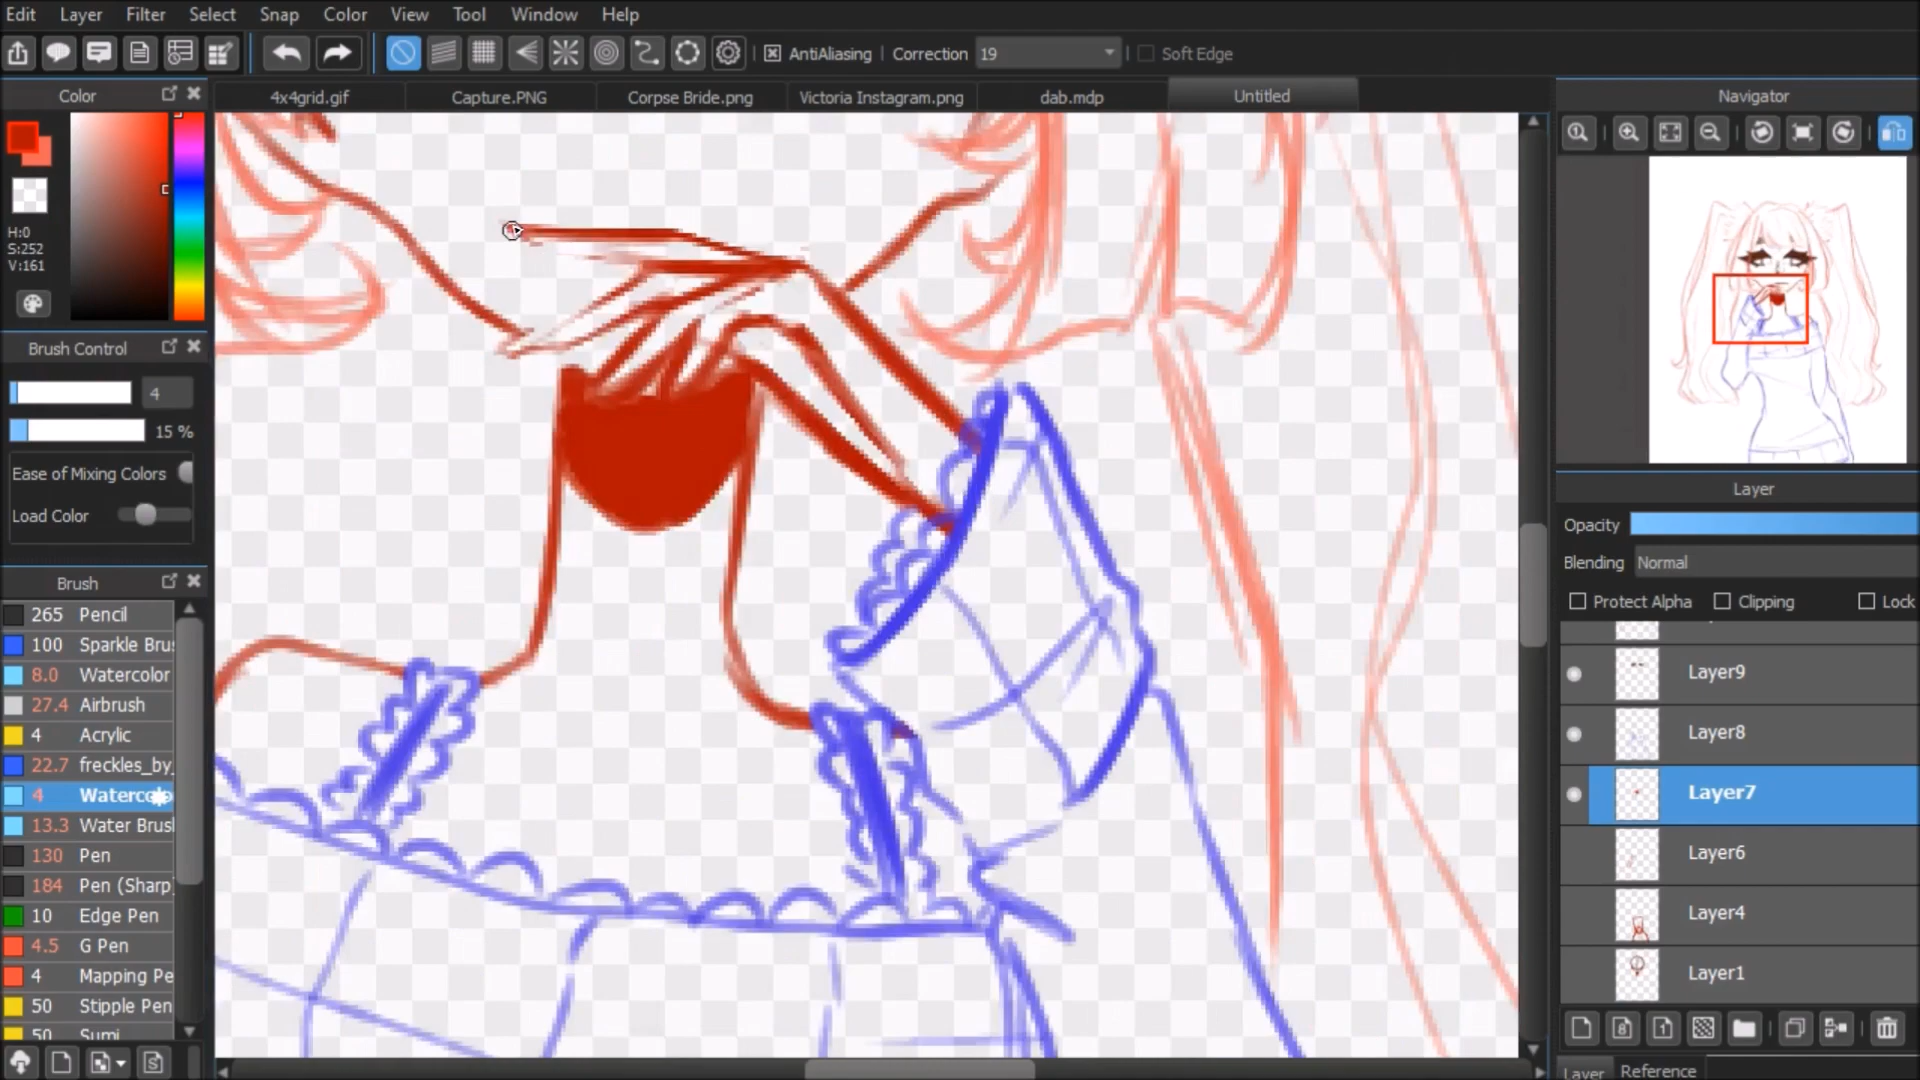 Edit Layer Filter Select Snap Color View Tool Window Help
AntiAliasing Correction 19 Soft Edge
Color 4x4grid.gif Capture.PNG Corpse Bride.png Victoria Instagram.png dab.mdp Untitled Navigator
H:0
S:252
V:161
Brush Control
4
15 %
Ease of Mixing Colors
Load Color
Brush
265 Pencil
100 Sparkle Bru
8.0 Watercolor
27.4 Airbrush
4 Acrylic
22.7 freckles_by_
4 Waterco
13.3 Water Brus
130 Pen
184 Pen (Sharp)
10 Edge Pen
4.5 G Pen
4 Mapping Pe
50 Stipple Pen
50 Sumi
Layer
Opacity
Blending Normal
Protect Alpha Clipping Lock
Layer9
Layer8
Layer7
Layer6
Layer4
Layer1
Layer Reference